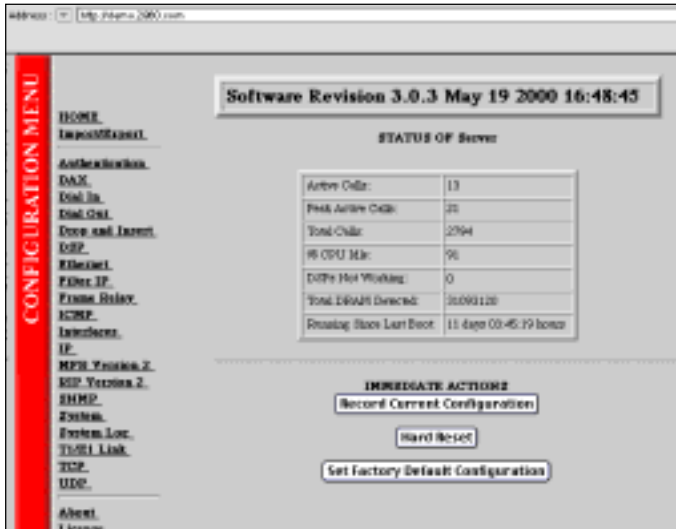 Address :
CONFIGURATION MENU
HOME
Import/Export
Authentication
DAX
Dial In
Dial Out
Drop and Insert
DSP
Ethernet
Filter IP
Frame Relay
ICMP
Interfaces
IP
MFR Version 2
RIP Version 2
SNMP
System
System Log
T1/E1 Link
TCP
UDP
About
License
Software Revision 3.0.3 May 19 2000 16:48:45
STATUS OF Server
Active Calls: 13
Peak Active Calls: 21
Total Calls: 2794
% CPU Idle: 91
DSPs Not Working: 0
Total DRAM Detected: 31093120
Running Since Last Boot: 11 days 03:45:19 hours
IMMEDIATE ACTIONS
Record Current Configuration
Hard Reset
Set Factory Default Configuration